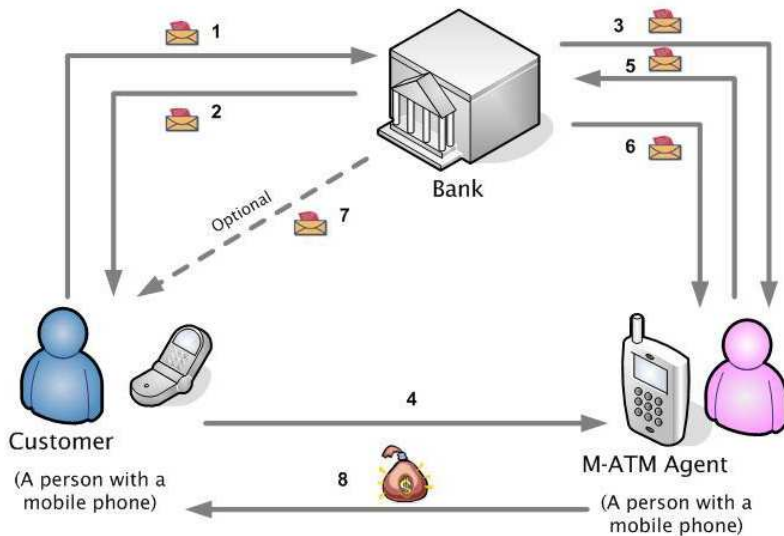 1
3
5
2
6
Bank
Optional
7
4
Customer
(A person with a
mobile phone)
8
$
M-ATM Agent
(A person with a
mobile phone)